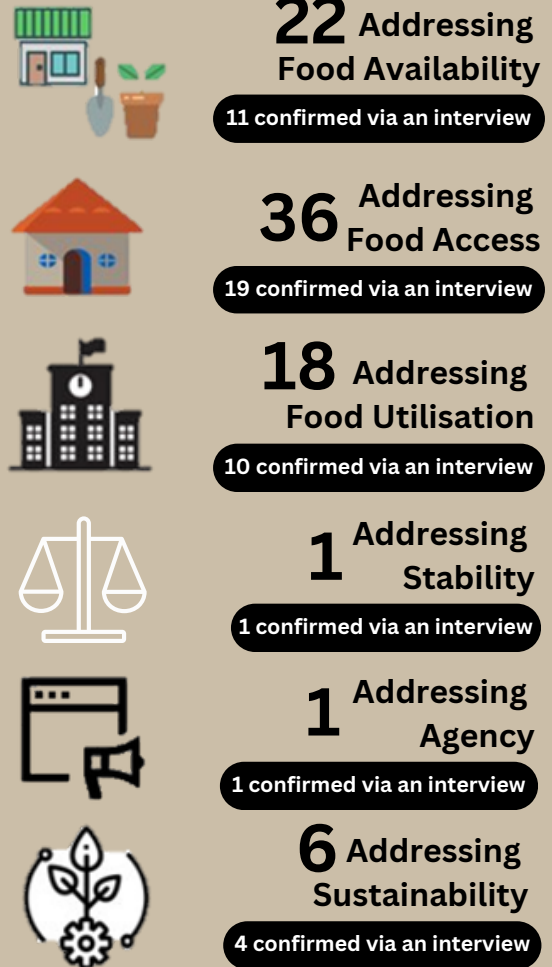 22 Addressing
Food Availability
11 confirmed via an interview
36 Addressing
Food Access
19 confirmed via an interview
18 Addressing
Food Utilisation
10 confirmed via an interview
1 Addressing
Stability
1 confirmed via an interview
1 Addressing
Agency
1 confirmed via an interview
6 Addressing
Sustainability
4 confirmed via an interview